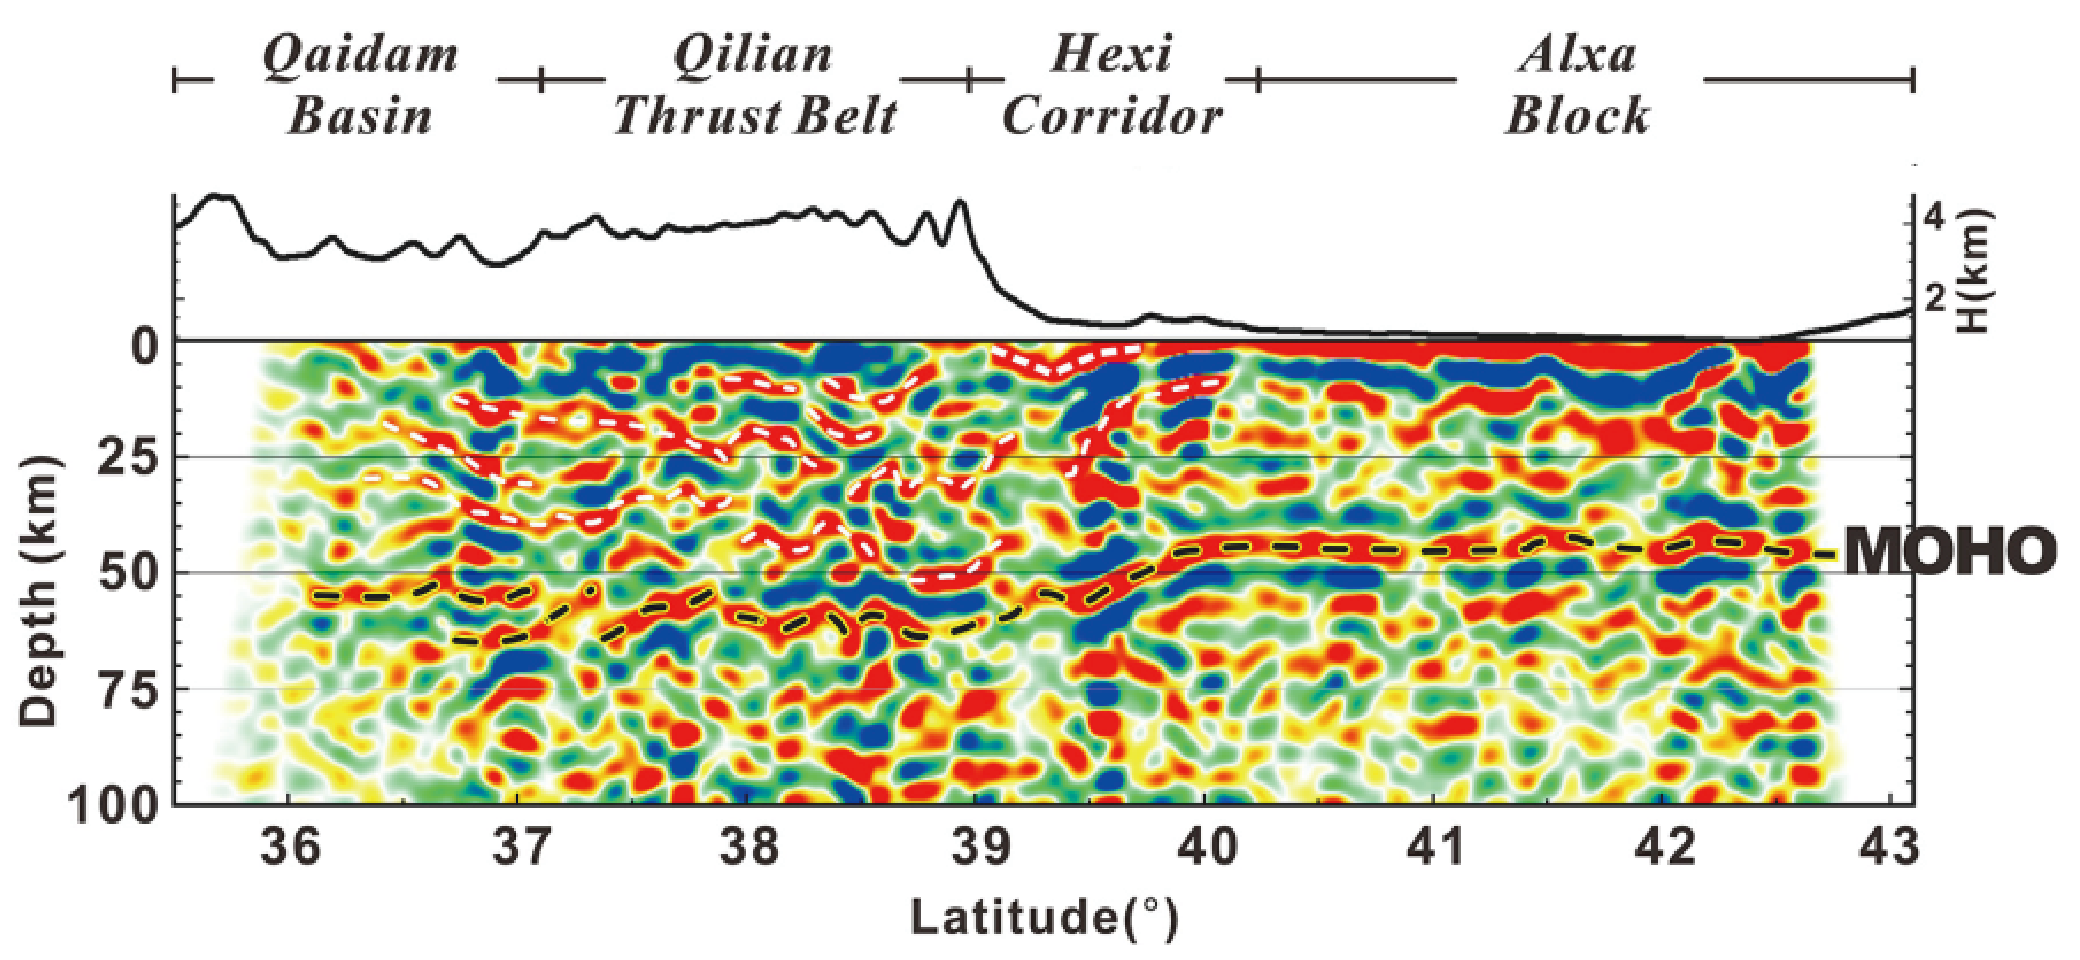 Qaidam Basin
Qilian Thrust Belt
Hexi Corridor
Alxa Block
4
2
H(km)
0
25
50
75
100
Depth (km)
MOHO
36 37 38 39 40 41 42 43
Latitude(°)